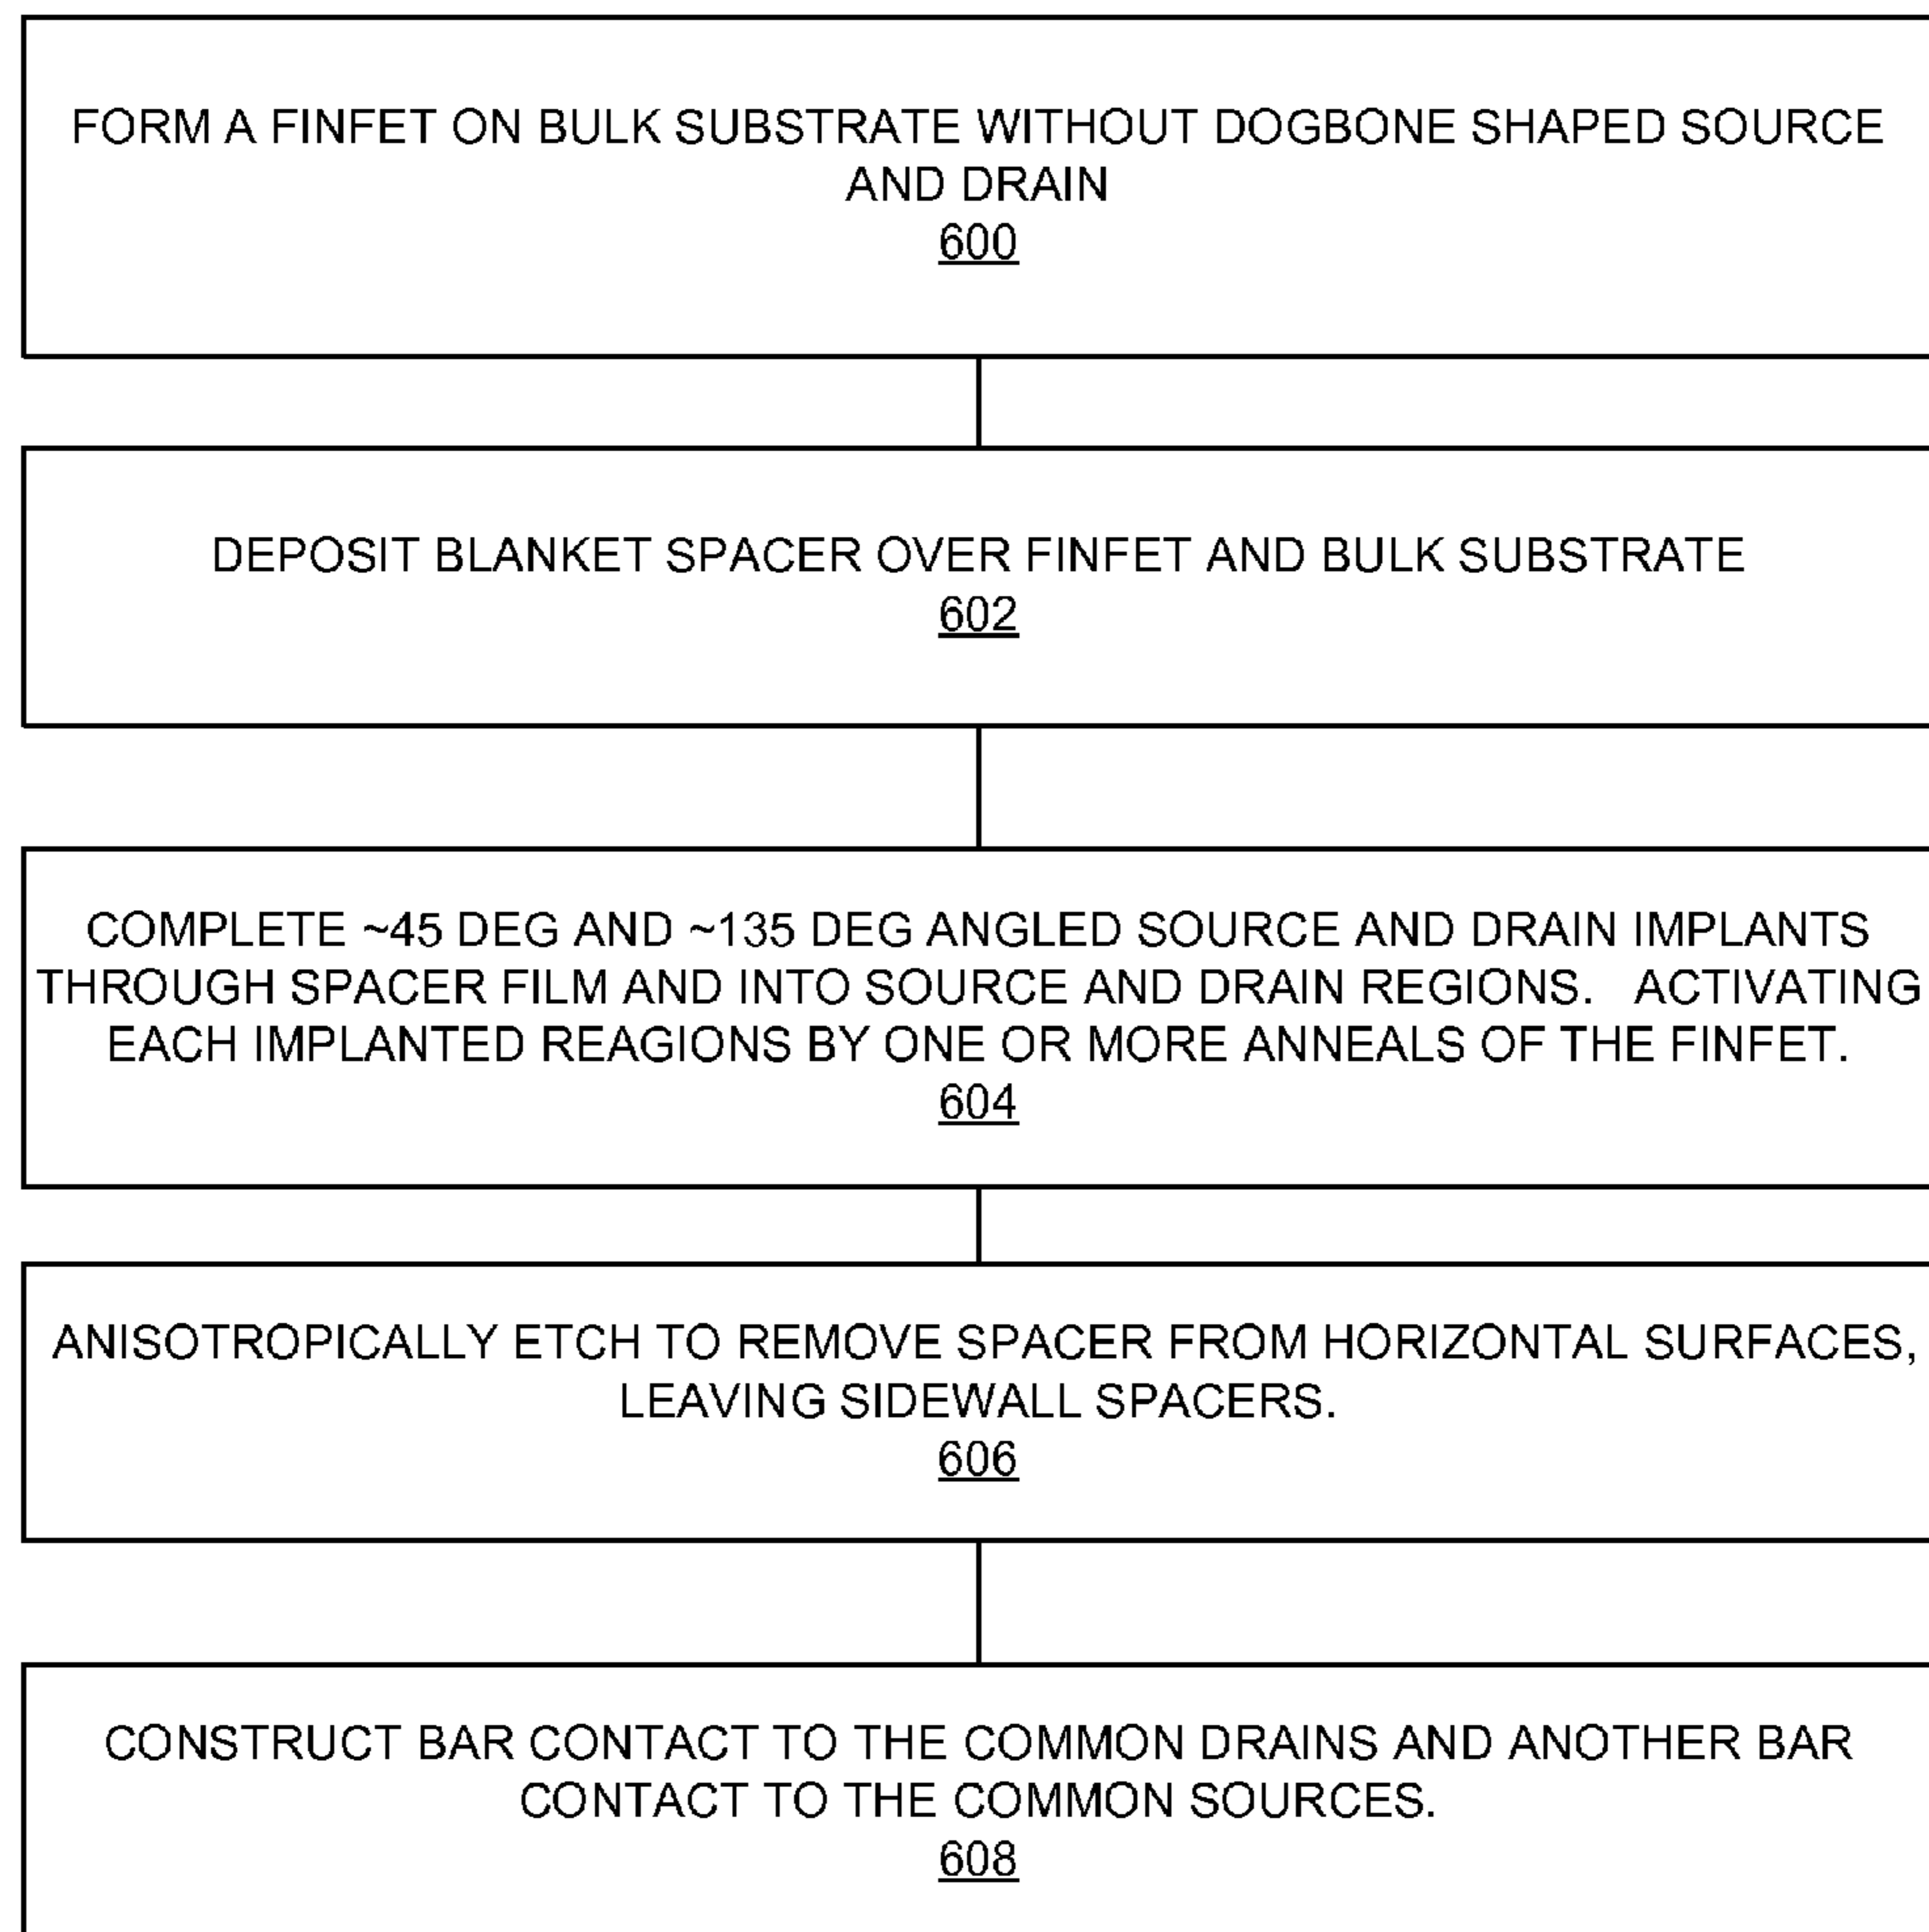 FORM A FINFET ON BULK SUBSTRATE WITHOUT DOGBONE SHAPED SOURCE
AND DRAIN
600
DEPOSIT BLANKET SPACER OVER FINFET AND BULK SUBSTRATE
602
COMPLETE ~45 DEG AND ~135 DEG ANGLED SOURCE AND DRAIN IMPLANTS
THROUGH SPACER FILM AND INTO SOURCE AND DRAIN REGIONS. ACTIVATING
EACH IMPLANTED REAGIONS BY ONE OR MORE ANNEALS OF THE FINFET.
604
ANISOTROPICALLY ETCH TO REMOVE SPACER FROM HORIZONTAL SURFACES,
LEAVING SIDEWALL SPACERS.
606
CONSTRUCT BAR CONTACT TO THE COMMON DRAINS AND ANOTHER BAR
CONTACT TO THE COMMON SOURCES.
608